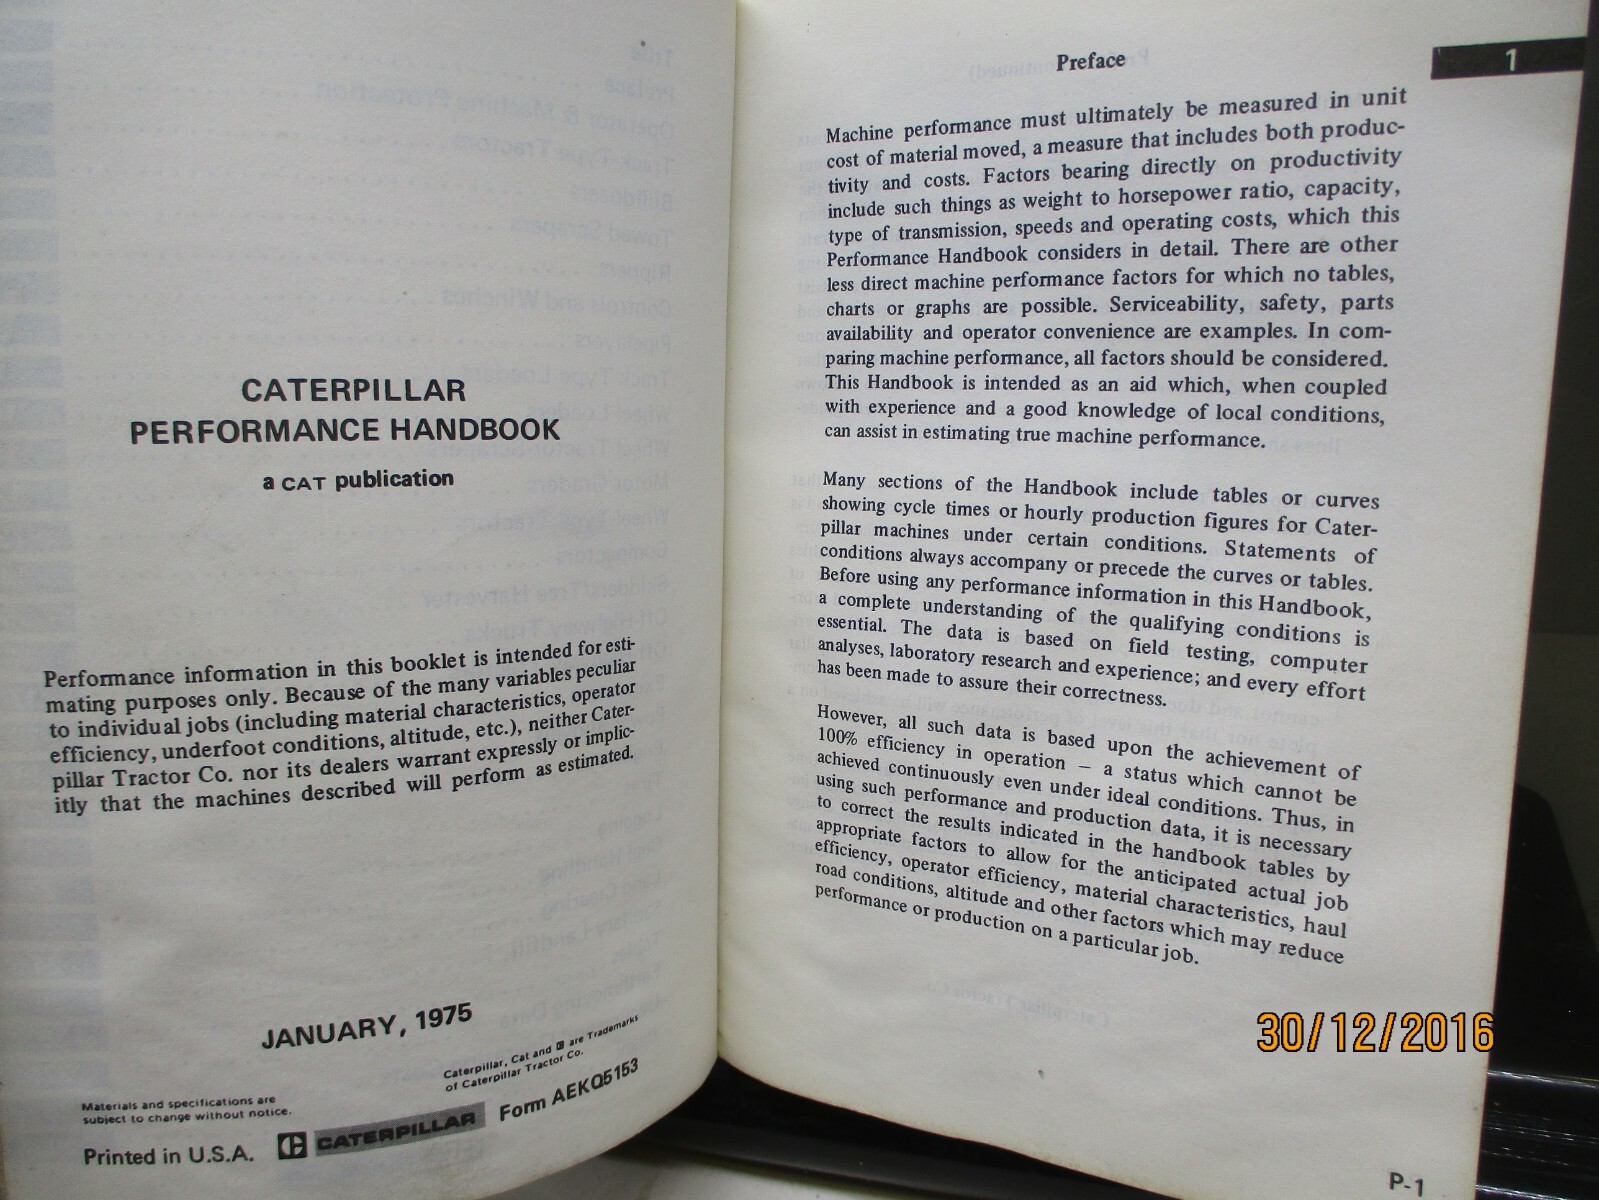 CATERPILLAR
PERFORMANCE HANDBOOK
a CAT publication
Performance information in this booklet is intended for esti-
mating purposes only. Because of the many variables peculiar
to individual jobs (including material characteristics, operator
efficiency, underfoot conditions, altitude, etc.), neither Cater-
pillar Tractor Co. nor its dealers warrant expressly or implic-
itly that the machines described will perform as estimated.
JANUARY, 1975
Caterpillar, Cat and C are Trademarks
of Caterpillar Tractor Co.
Materials and specifications are
subject to change without notice.
Printed in U.S.A. C CATERPILLAR Form AEKQ5153
1
Preface
Machine performance must ultimately be measured in unit
cost of material moved, a measure that includes both produc-
tivity and costs. Factors bearing directly on productivity
include such things as weight to horsepower ratio, capacity,
type of transmission, speeds and operating costs, which this
Performance Handbook considers in detail. There are other
less direct machine performance factors for which no tables,
charts or graphs are possible. Serviceability, safety, parts
availability and operator convenience are examples. In com-
paring machine performance, all factors should be considered.
This Handbook is intended as an aid which, when coupled
with experience and a good knowledge of local conditions,
can assist in estimating true machine performance.
Many sections of the Handbook include tables or curves
showing cycle times or hourly production figures for Cater-
pillar machines under certain conditions. Statements of
conditions always accompany or precede the curves or tables.
Before using any performance information in this Handbook,
a complete understanding of the qualifying conditions is
essential. The data is based on field testing, computer
analyses, laboratory research and experience; and every effort
has been made to assure their correctness.
However, all such data is based upon the achievement of
100% efficiency in operation – a status which cannot be
achieved continuously even under ideal conditions. Thus, in
using such performance and production data, it is necessary
to correct the results indicated in the handbook tables by
appropriate factors to allow for the anticipated actual job
efficiency, operator efficiency, material characteristics, haul
road conditions, altitude and other factors which may reduce
performance or production on a particular job.
P-1
30/12/2016